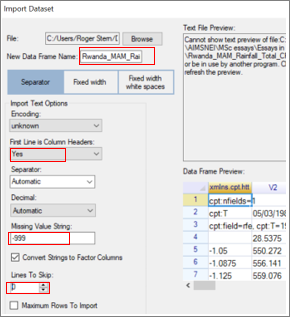 Import Dataset
File: C:/Users/Roger Stern/D Browse
New Data Frame Name: Rwanda_MAM_Rai
Separator Fixed width Fixed width white spaces
Import Text Options
Encoding:
unknown
First Line is Column Headers:
Yes
Separator:
Automatic
Decimal:
Automatic
Missing Value String:
-999
Convert Strings to Factor Columns
Lines To Skip:
Maximum Rows To Import
Text File Preview:
Cannot show text preview of file:C:
\AIMSNEI\MSc essays\Essays in
\Rwanda_MAM_Rainfall_Total_C
or be in use by another program. C
refresh the preview.
Data Frame Preview:
xmlns.cpt.htt V2
1 cpt:nfields=1
2 cpt:T 05/03/198
3 cpt:field=rfe, cpt:T=19
4 28.5375
5 -1.05 550.272
6 -1.0875 556.141
7 -1.125 559.076